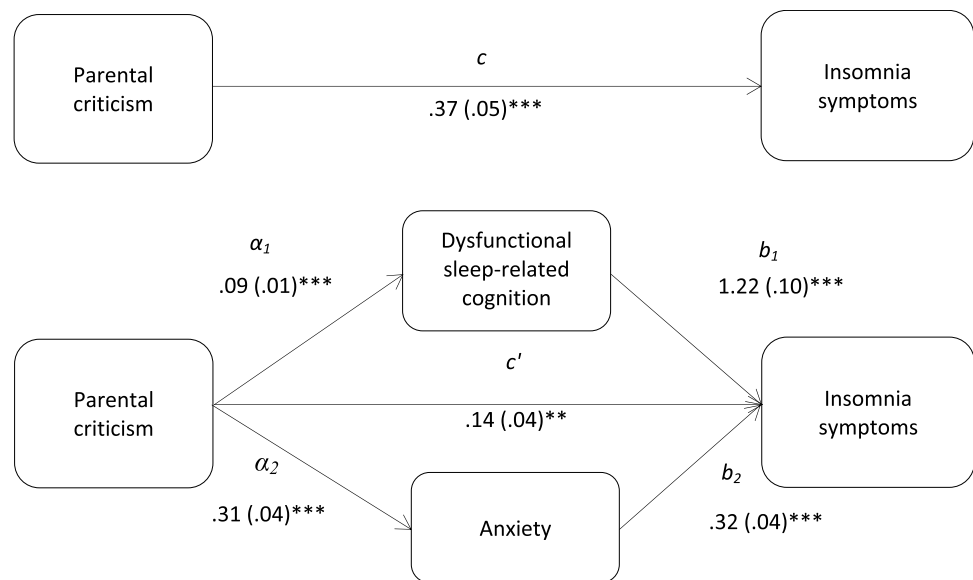 Parental
criticism
c
.37 (.05)***
Insomnia
symptoms
α1
.09 (.01)***
Dysfunctional
sleep-related
cognition
b1
1.22 (.10)***
Parental
criticism
c'
.14 (.04)**
Insomnia
symptoms
α2
.31 (.04)***
Anxiety
b2
.32 (.04)***